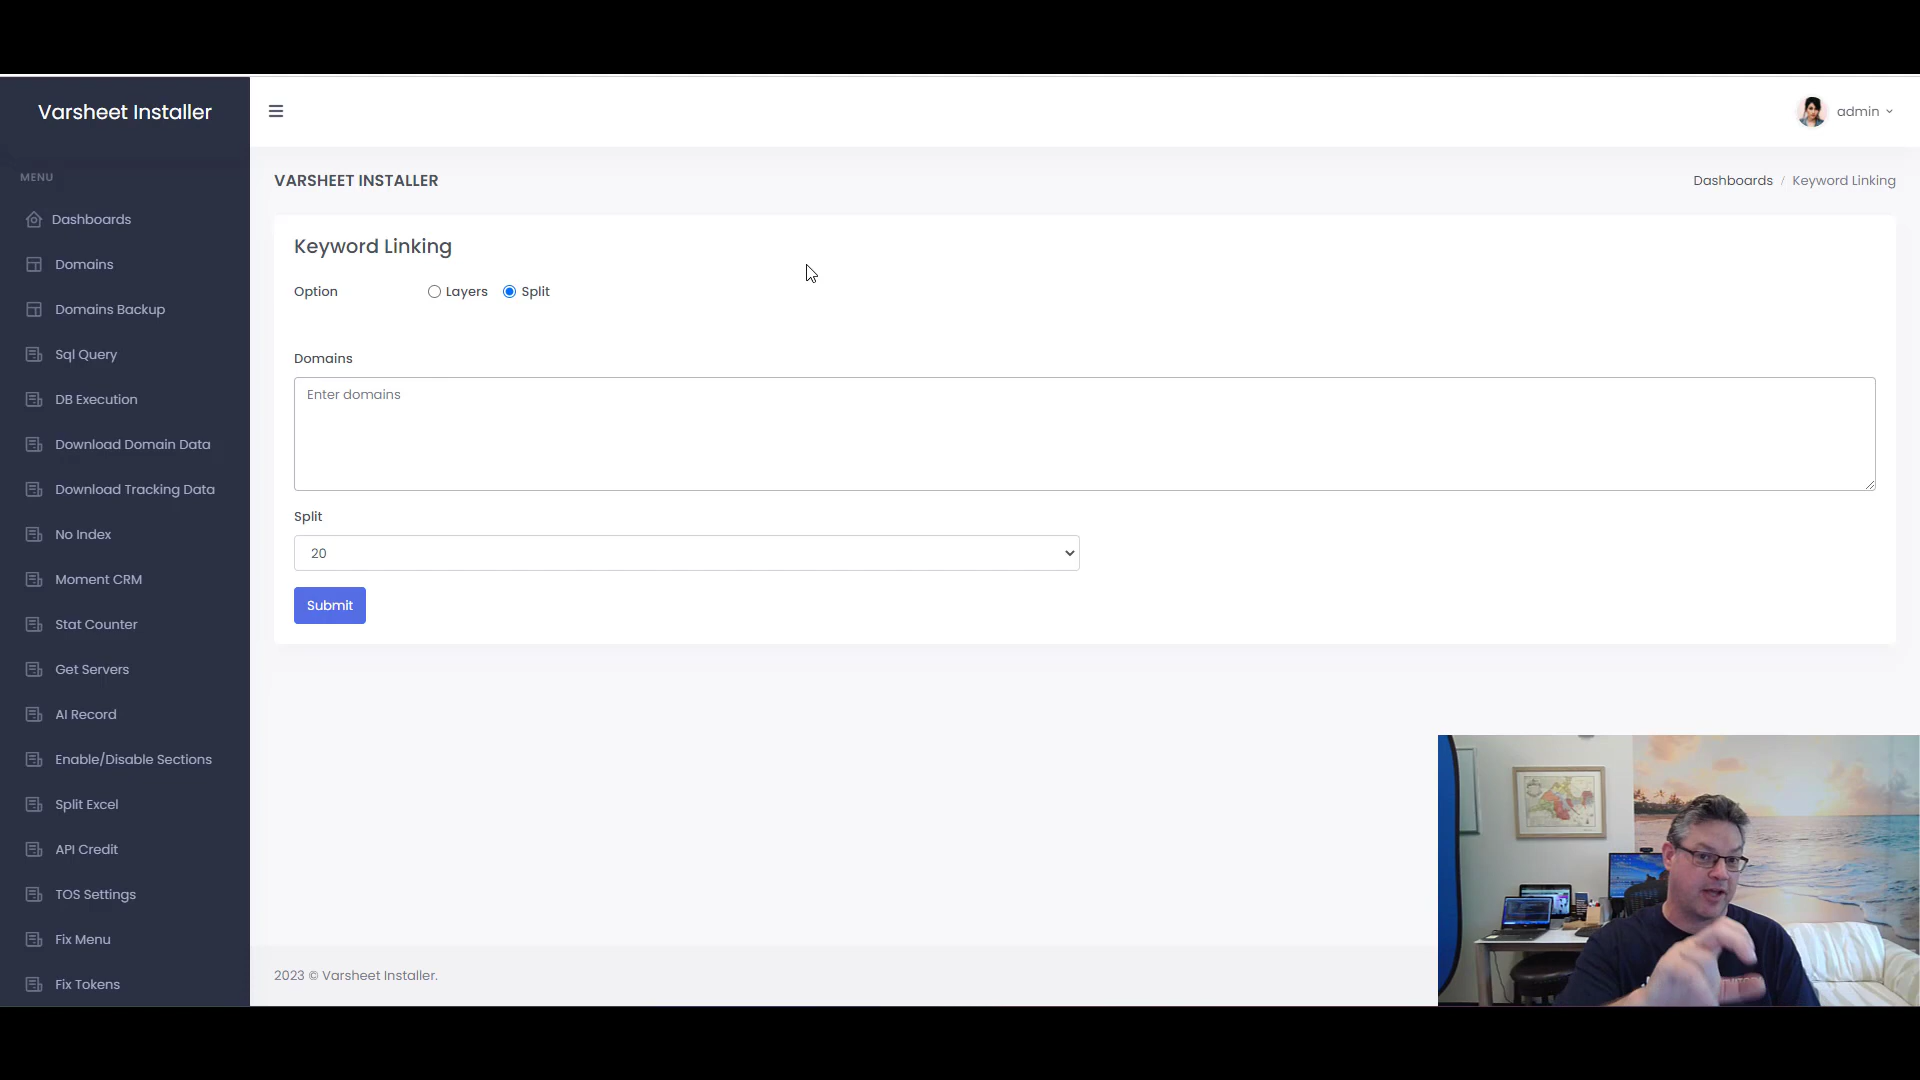 Varsheet Installer
admin
MENU
Dashboards
Domains
Domains Backup
Sql Query
DB Execution
Download Domain Data
Download Tracking Data
No Index
Moment CRM
Stat Counter
Get Servers
AI Record
Enable/Disable Sections
Split Excel
API Credit
TOS Settings
Fix Menu
Fix Tokens
VARSHEET INSTALLER
Dashboards / Keyword Linking
Keyword Linking
Option Layers Split
Domains
Enter domains
Split
20
Submit
2023 © Varsheet Installer.